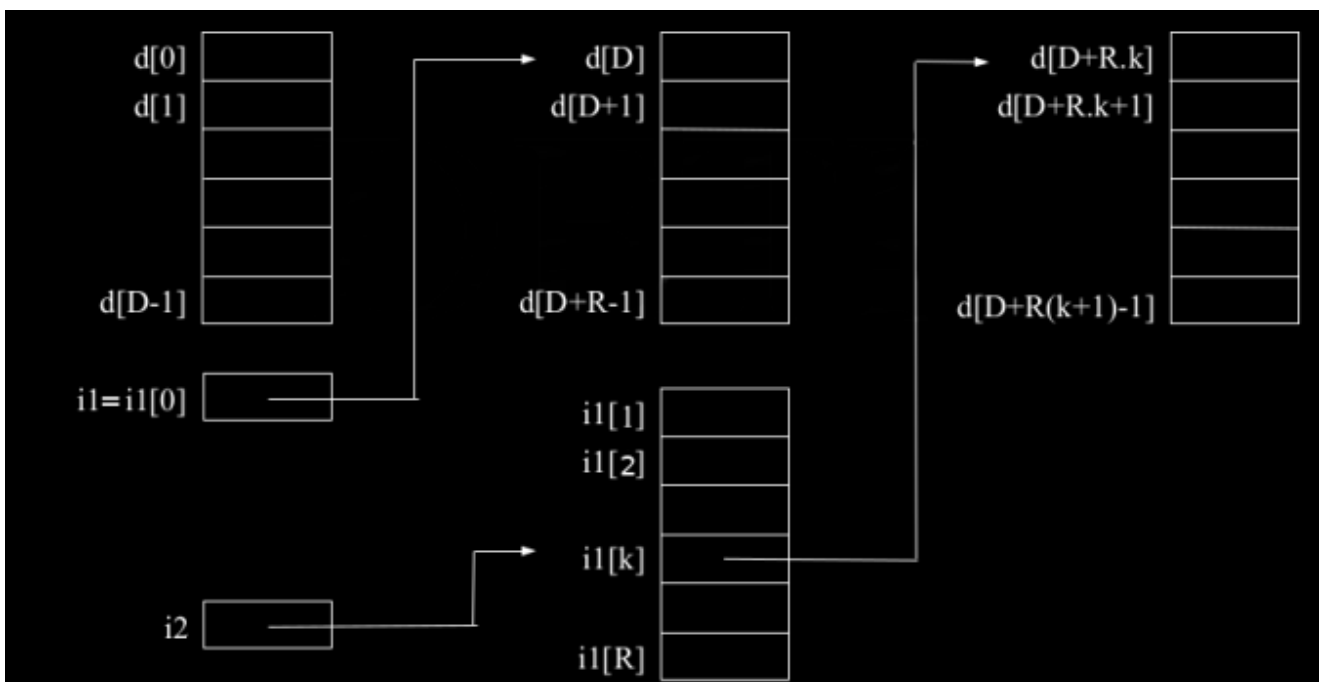 d[0]
d[1]
d[D-1]
i1=i1[0]
i2
d[D]
d[D+1]
d[D+R-1]
i1[1]
i1[2]
i1[k]
i1[R]
d[D+R.k]
d[D+R.k+1]
d[D+R(k+1)-1]